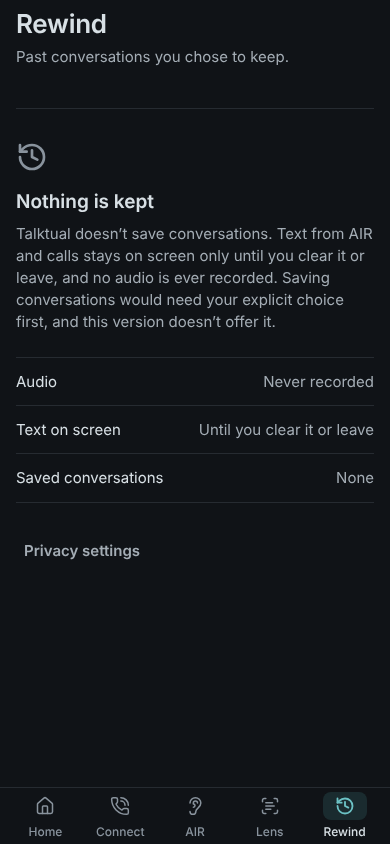 Rewind
Past conversations you chose to keep.
Nothing is kept
Talktual doesn’t save conversations. Text from AIR
and calls stays on screen only until you clear it or
leave, and no audio is ever recorded. Saving
conversations would need your explicit choice
first, and this version doesn’t offer it.
Audio Never recorded
Text on screen Until you clear it or leave
Saved conversations None
Privacy settings
Home Connect AIR Lens Rewind